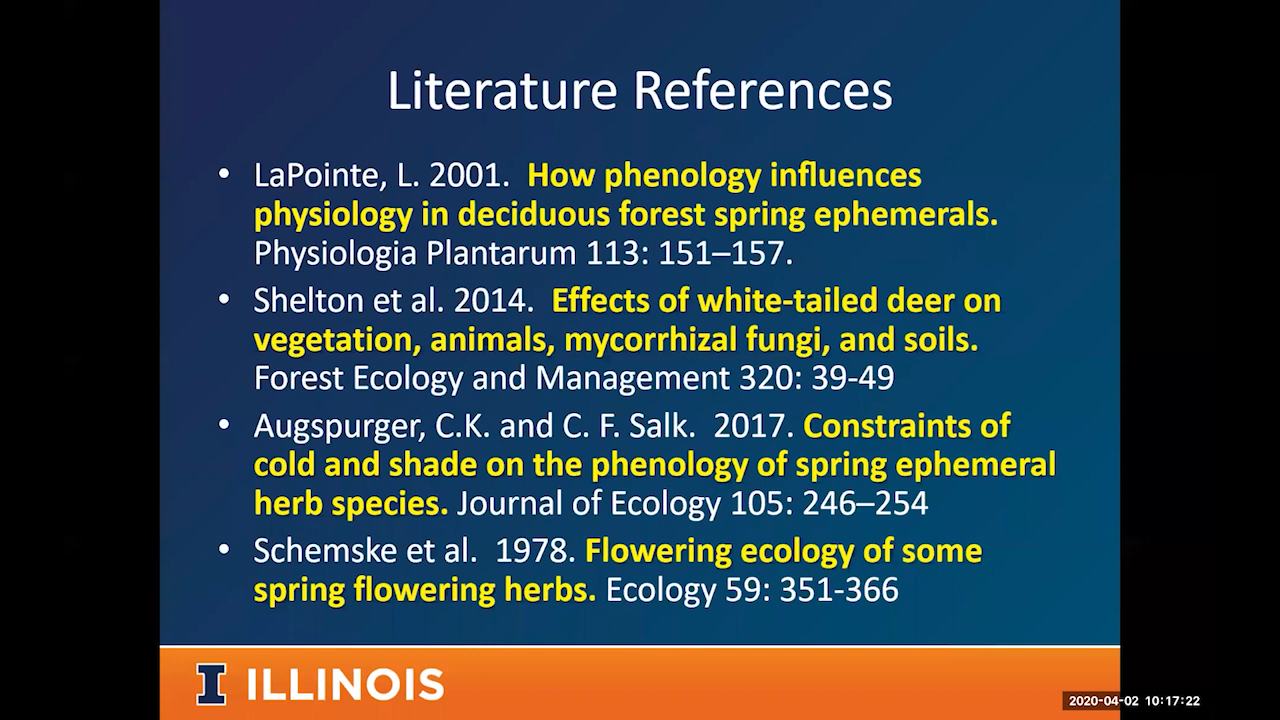 Literature References
• LaPointe, L. 2001.  How phenology influences
physiology in deciduous forest spring ephemerals.
Physiologia Plantarum 113: 151–157.
• Shelton et al. 2014.  Effects of white-tailed deer on
vegetation, animals, mycorrhizal fungi, and soils.
Forest Ecology and Management 320: 39-49
• Augspurger, C.K. and C. F. Salk.  2017. Constraints of
cold and shade on the phenology of spring ephemeral
herb species. Journal of Ecology 105: 246–254
• Schemske et al.  1978. Flowering ecology of some
spring flowering herbs. Ecology 59: 351-366
I ILLINOIS
2020-04-02 10:17:22